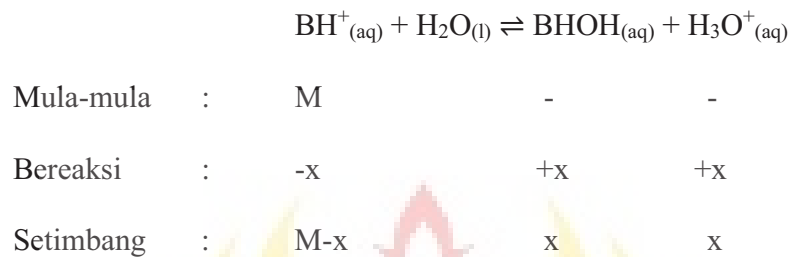 BH⁺(aq) + H₂O(l) ⇌ BHOH(aq) + H₃O⁺(aq)
Mula-mula : M - -
Bereaksi : -x +x +x
Setimbang : M-x x x